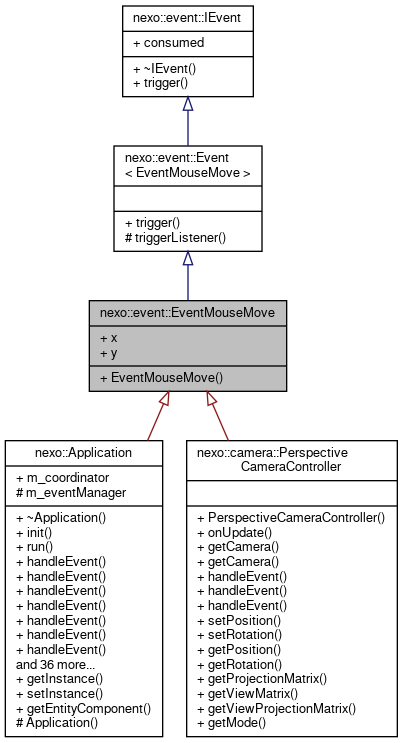 nexo::event::IEvent
+ consumed
+ ~IEvent()
+ trigger()
nexo::event::Event
< EventMouseMove >
+ trigger()
# triggerListener()
nexo::event::EventMouseMove
+ x
+ y
+ EventMouseMove()
nexo::Application
+ m_coordinator
# m_eventManager
+ ~Application()
+ init()
+ run()
+ handleEvent()
+ handleEvent()
+ handleEvent()
+ handleEvent()
+ handleEvent()
+ handleEvent()
+ handleEvent()
and 36 more...
+ getInstance()
+ setInstance()
+ getEntityComponent()
# Application()
nexo::camera::Perspective
CameraController
+ PerspectiveCameraController()
+ onUpdate()
+ getCamera()
+ getCamera()
+ handleEvent()
+ handleEvent()
+ handleEvent()
+ setPosition()
+ setRotation()
+ getPosition()
+ getRotation()
+ getProjectionMatrix()
+ getViewMatrix()
+ getViewProjectionMatrix()
+ getMode()